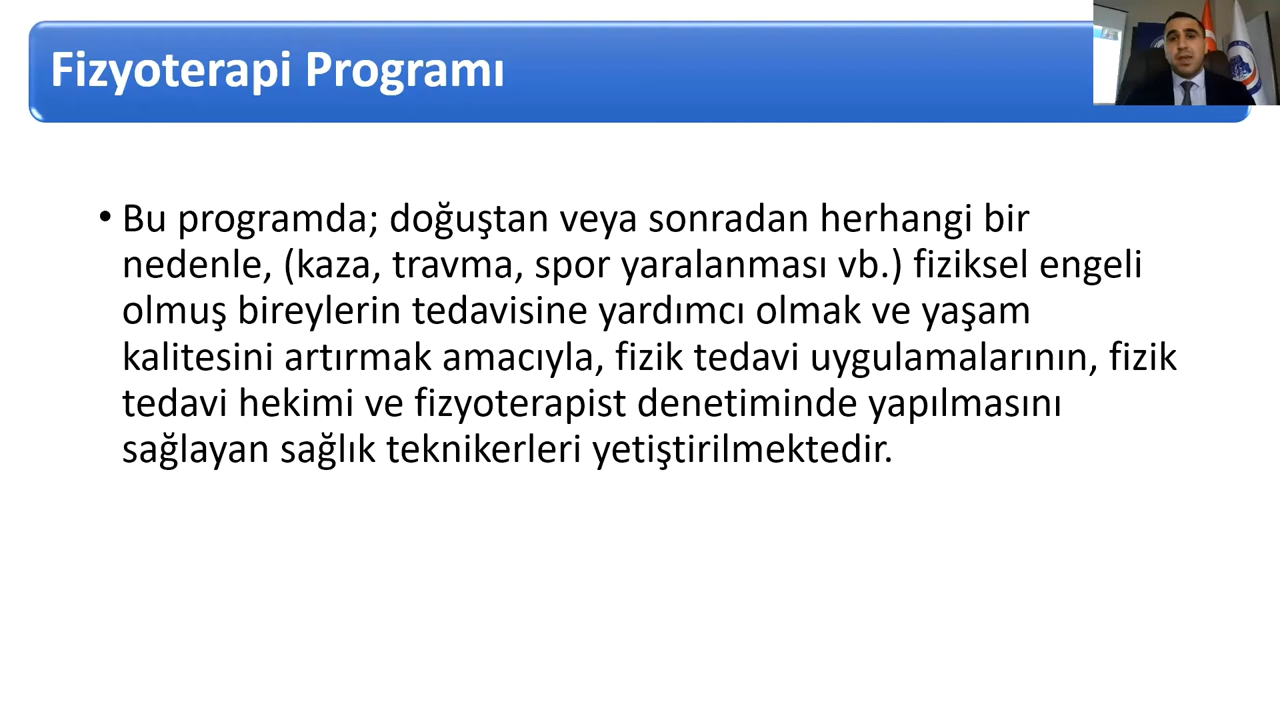 Fizyoterapi Programı
• Bu programda; doğuştan veya sonradan herhangi bir
nedenle, (kaza, travma, spor yaralanması vb.) fiziksel engeli
olmuş bireylerin tedavisine yardımcı olmak ve yaşam
kalitesini artırmak amacıyla, fizik tedavi uygulamalarının, fizik
tedavi hekimi ve fizyoterapist denetiminde yapılmasını
sağlayan sağlık teknikerleri yetiştirilmektedir.